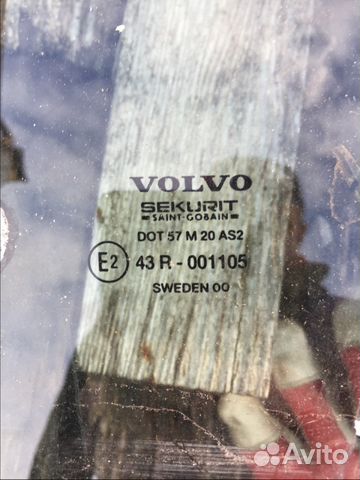 VOLVO
SEKURIT
SAINT-GOBAIN
DOT 57 M 20 AS2
E2 43 R - 001105
SWEDEN 00
Avito